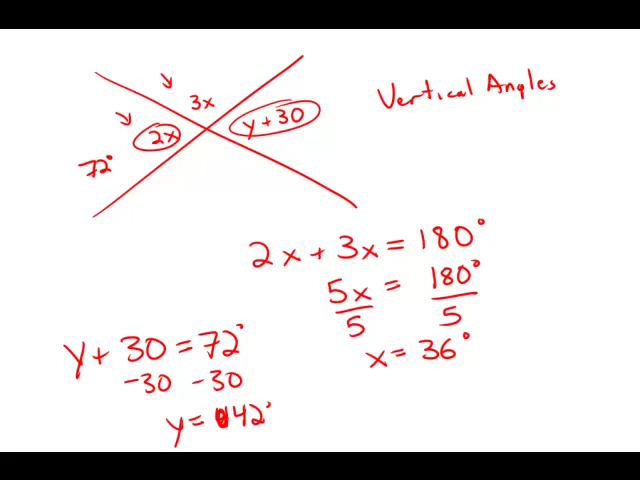 Vertical Angles
3x
2x
y + 30
72°
2x + 3x = 180°
5x = 180°
5 5
x = 36°
y + 30 = 72°
-30 -30
y = 42°